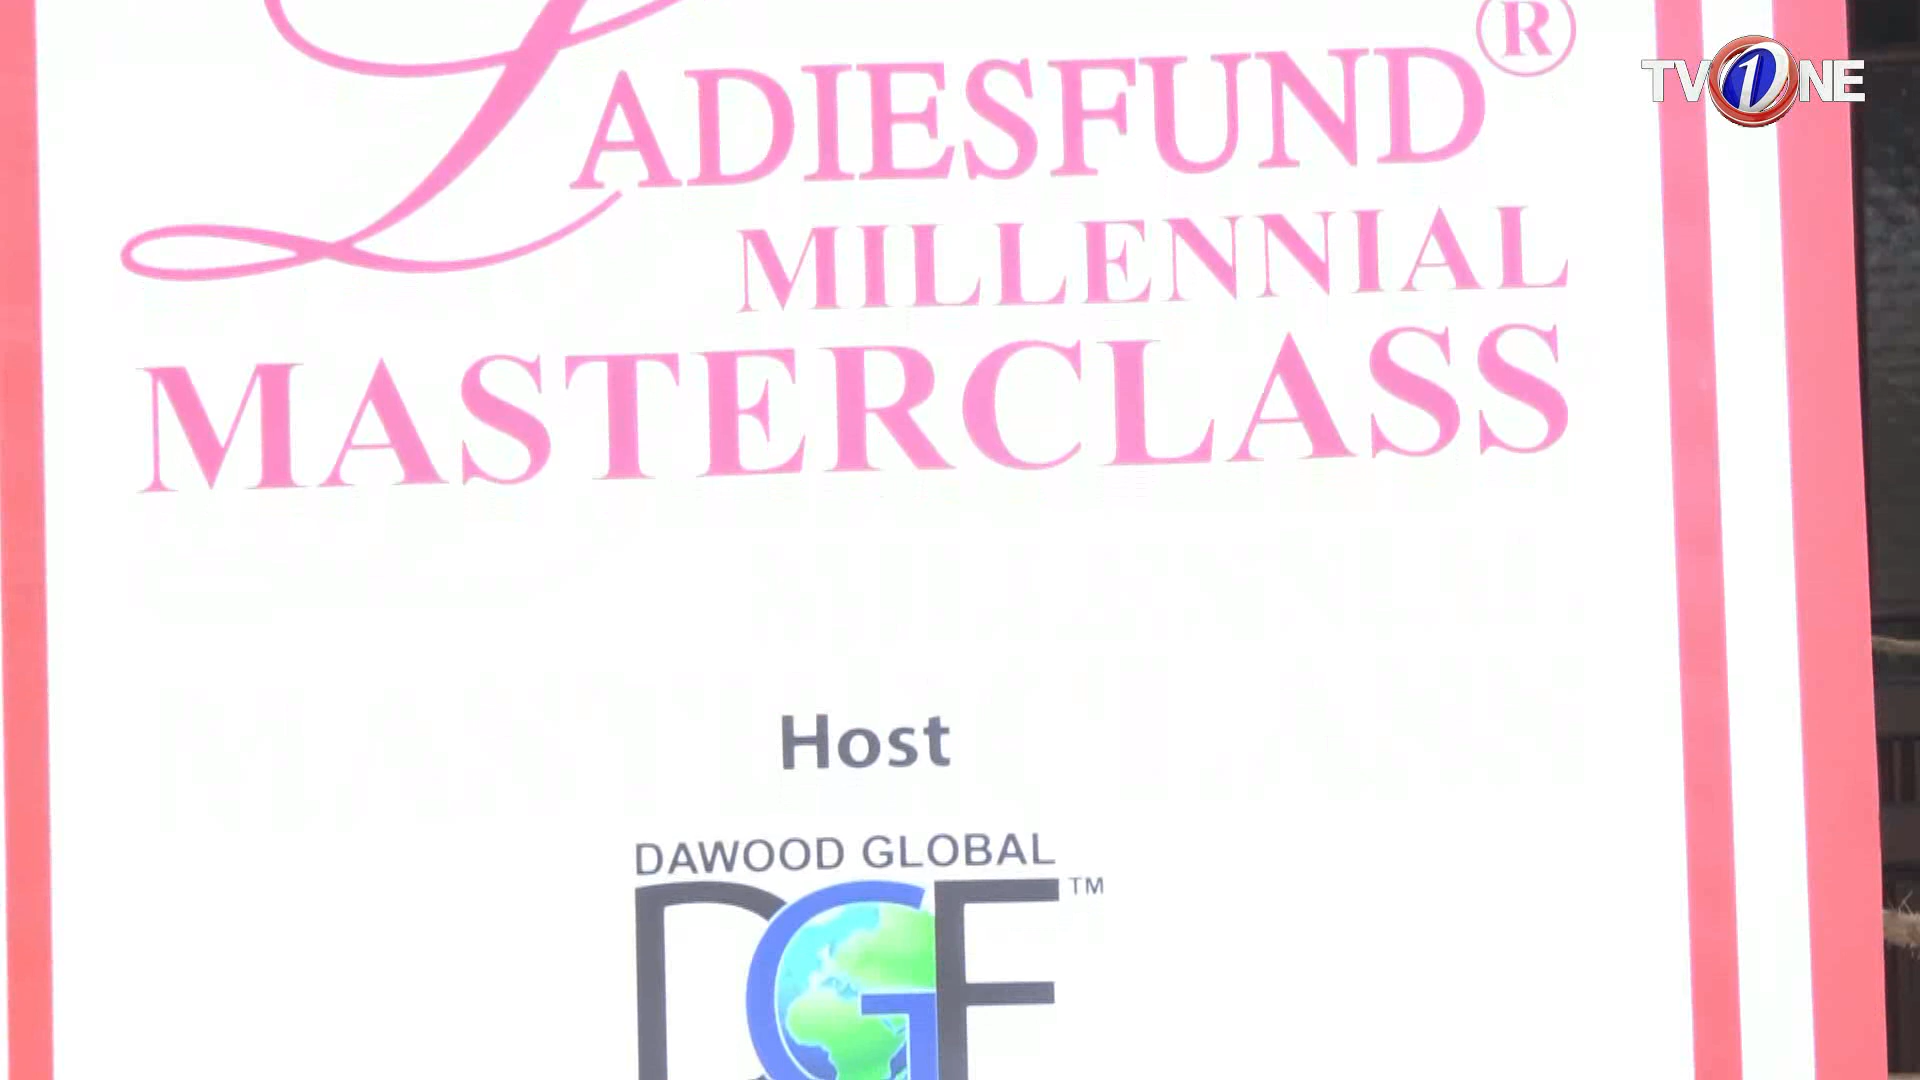 LADIESFUND®
MILLENNIAL
MASTERCLASS
Host
DAWOOD GLOBAL
DGF™
TV ONE